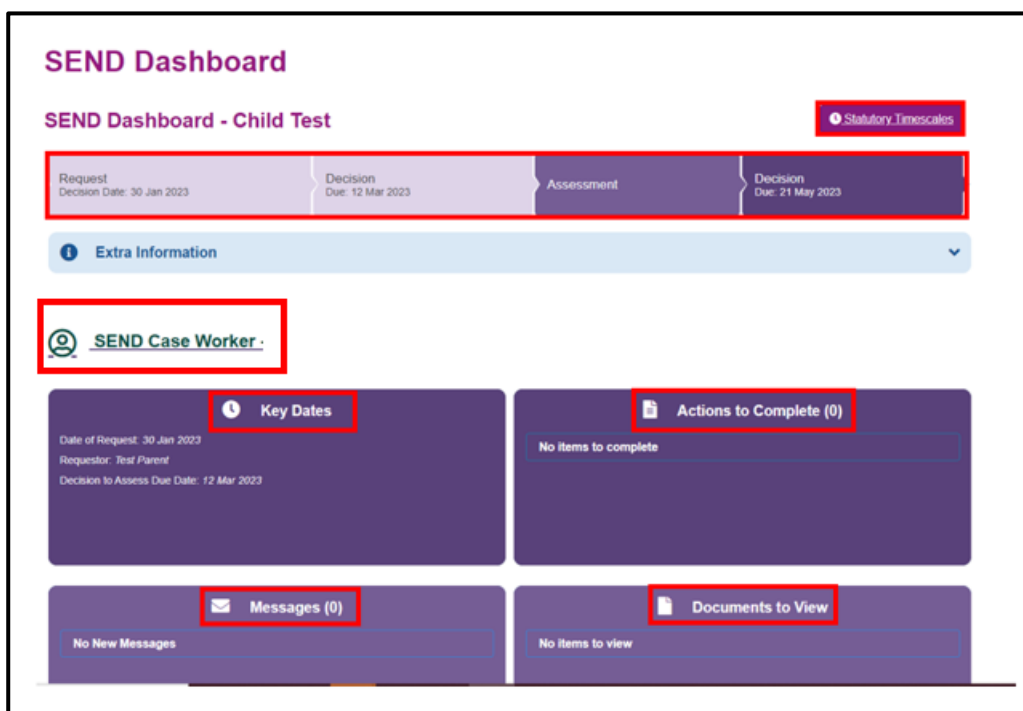 SEND Dashboard
SEND Dashboard - Child Test
Statutory Timescales
Request
Decision Date: 30 Jan 2023
Decision
Due: 12 Mar 2023
Assessment
Decision
Due: 21 May 2023
Extra Information
SEND Case Worker -
Key Dates
Date of Request: 30 Jan 2023
Requestor: Test Parent
Decision to Assess Due Date: 12 Mar 2023
Actions to Complete (0)
No items to complete
Messages (0)
No New Messages
Documents to View
No items to view